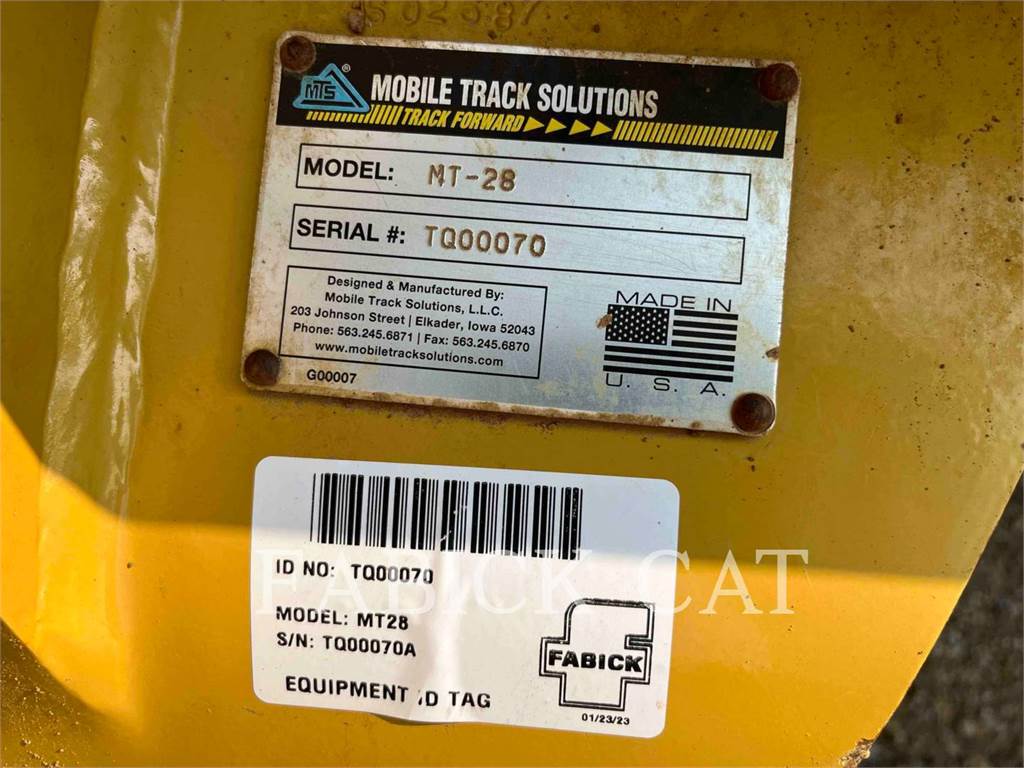 MTS ®
MOBILE TRACK SOLUTIONS
TRACK FORWARD
MODEL: MT-28
SERIAL #: TQ00070
Designed & Manufactured By:
Mobile Track Solutions, L.L.C.
203 Johnson Street | Elkader, Iowa 52043
Phone: 563.245.6871 | Fax: 563.245.6870
www.mobiletracksolutions.com
G00007
MADE IN
U. S. A.
FABICK CAT
ID NO: TQ00070
MODEL: MT28
S/N: TQ00070A
EQUIPMENT ID TAG
FABICK
01/23/23